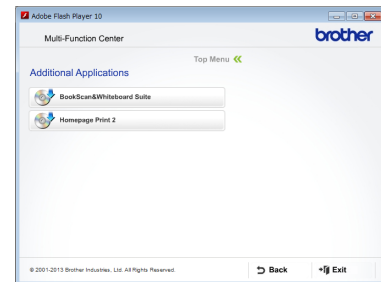 Adobe Flash Player 10
Multi-Function Center
brother
Top Menu
Additional Applications
BookScan&Whiteboard Suite
Homepage Print 2
© 2001-2013 Brother Industries, Ltd. All Rights Reserved.
Back
Exit